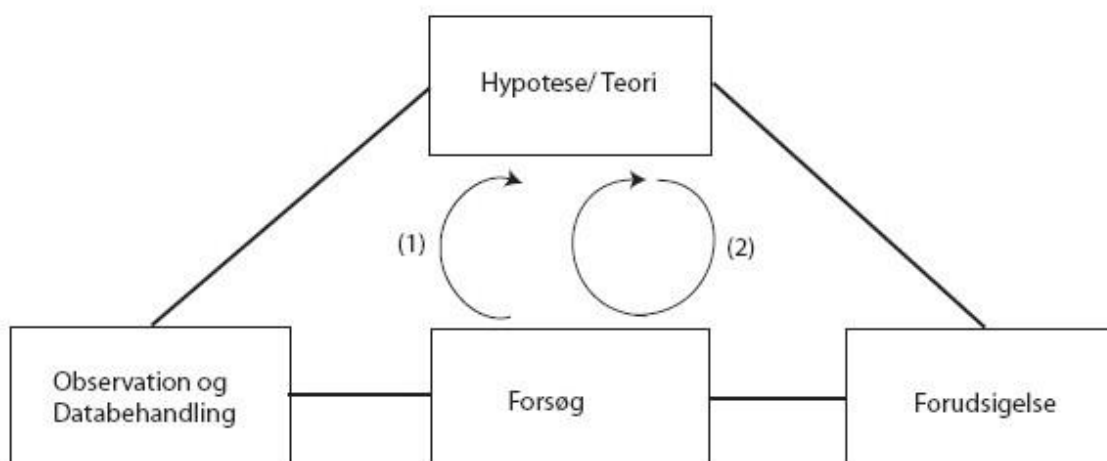 Hypotese/ Teori
(1)
(2)
Observation og
Databehandling
Forsøg
Forudsigelse